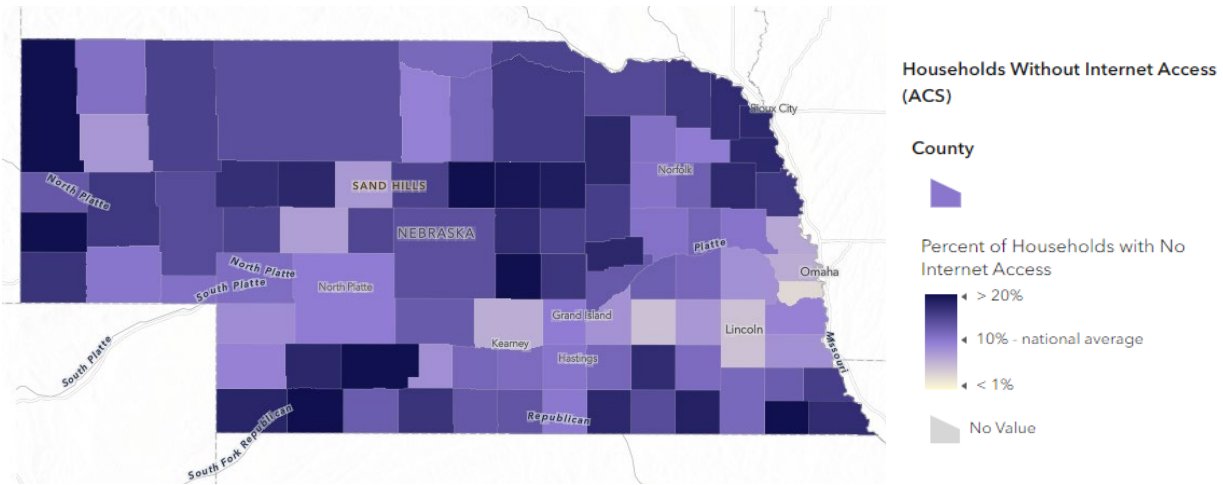 Sioux City
Norfolk
SAND HILLS
North Platte
NEBRASKA
Platte
Omaha
North Platte
South Platte
North Platte
Grand Island
Lincoln
Kearney
Hastings
Missouri
South Platte
Republican
South Fork Republican
Households Without Internet Access
(ACS)
County
Percent of Households with No
Internet Access
> 20%
10% - national average
< 1%
No Value